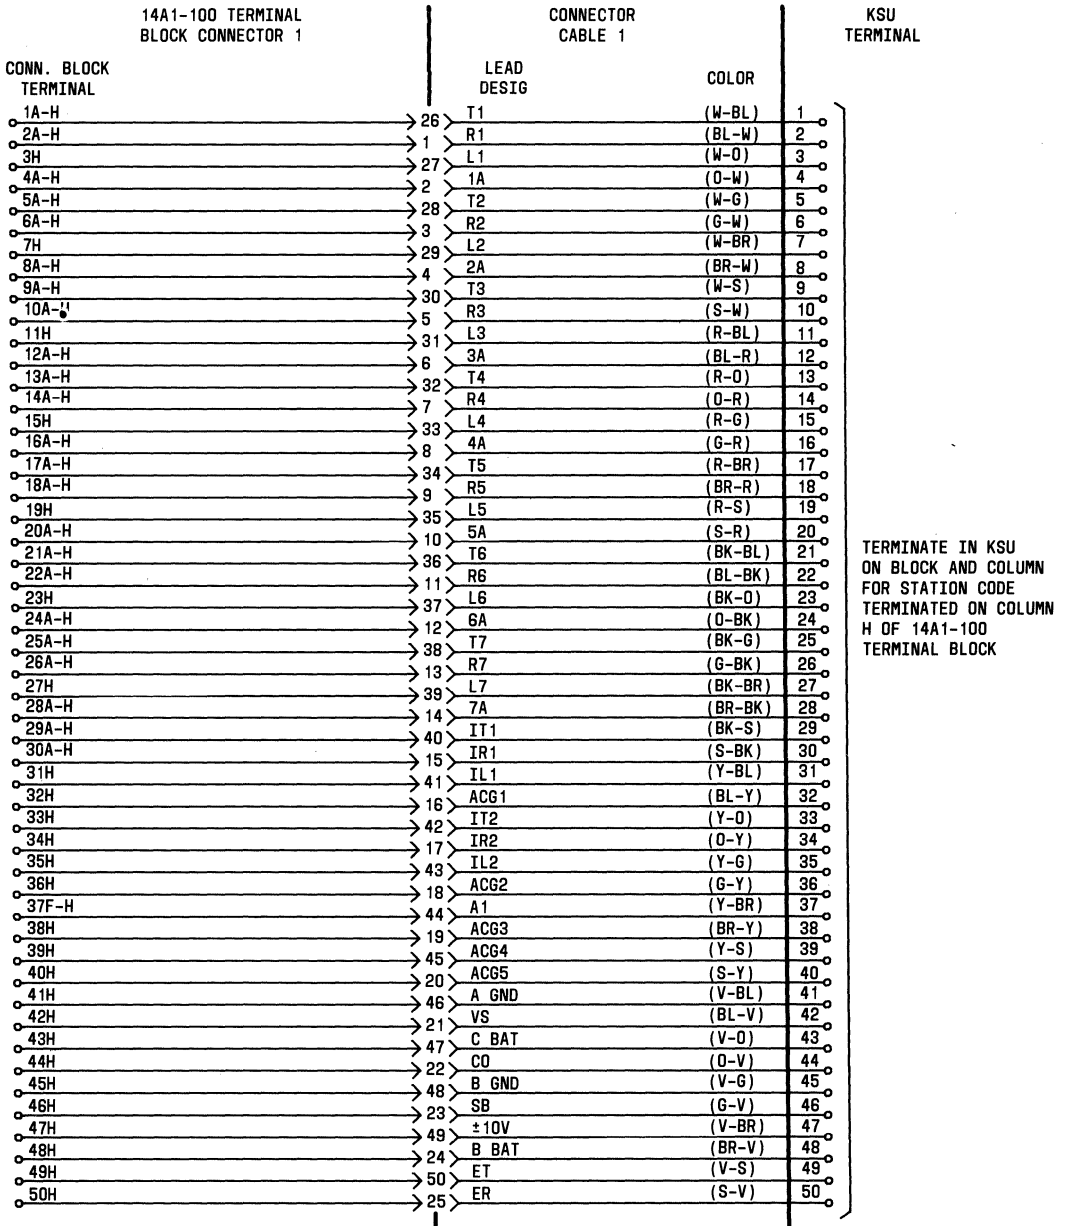 14A1-100 TERMINAL
BLOCK CONNECTOR 1
CONNECTOR
CABLE 1
KSU
TERMINAL
CONN. BLOCK
TERMINAL
LEAD
DESIG
COLOR
1A-H 26 T1 (W-BL) 1
2A-H 1 R1 (BL-W) 2
3H 27 L1 (W-O) 3
4A-H 2 1A (O-W) 4
5A-H 28 T2 (W-G) 5
6A-H 3 R2 (G-W) 6
7H 29 L2 (W-BR) 7
8A-H 4 2A (BR-W) 8
9A-H 30 T3 (W-S) 9
10A-H 5 R3 (S-W) 10
11H 31 L3 (R-BL) 11
12A-H 6 3A (BL-R) 12
13A-H 32 T4 (R-O) 13
14A-H 7 R4 (O-R) 14
15H 33 L4 (R-G) 15
16A-H 8 4A (G-R) 16
17A-H 34 T5 (R-BR) 17
18A-H 9 R5 (BR-R) 18
19H 35 L5 (R-S) 19
20A-H 10 5A (S-R) 20
21A-H 36 T6 (BK-BL) 21
22A-H 11 R6 (BL-BK) 22
23H 37 L6 (BK-O) 23
24A-H 12 6A (O-BK) 24
25A-H 38 T7 (BK-G) 25
26A-H 13 R7 (G-BK) 26
27H 39 L7 (BK-BR) 27
28A-H 14 7A (BR-BK) 28
29A-H 40 IT1 (BK-S) 29
30A-H 15 IR1 (S-BK) 30
31H 41 IL1 (Y-BL) 31
32H 16 ACG1 (BL-Y) 32
33H 42 IT2 (Y-O) 33
34H 17 IR2 (O-Y) 34
35H 43 IL2 (Y-G) 35
36H 18 ACG2 (G-Y) 36
37F-H 44 A1 (Y-BR) 37
38H 19 ACG3 (BR-Y) 38
39H 45 ACG4 (Y-S) 39
40H 20 ACG5 (S-Y) 40
41H 46 A GND (V-BL) 41
42H 21 VS (BL-V) 42
43H 47 C BAT (V-O) 43
44H 22 CO (O-V) 44
45H 48 B GND (V-G) 45
46H 23 SB (G-V) 46
47H 49 ±10V (V-BR) 47
48H 24 B BAT (BR-V) 48
49H 50 ET (V-S) 49
50H 25 ER (S-V) 50
TERMINATE IN KSU
ON BLOCK AND COLUMN
FOR STATION CODE
TERMINATED ON COLUMN
H OF 14A1-100
TERMINAL BLOCK